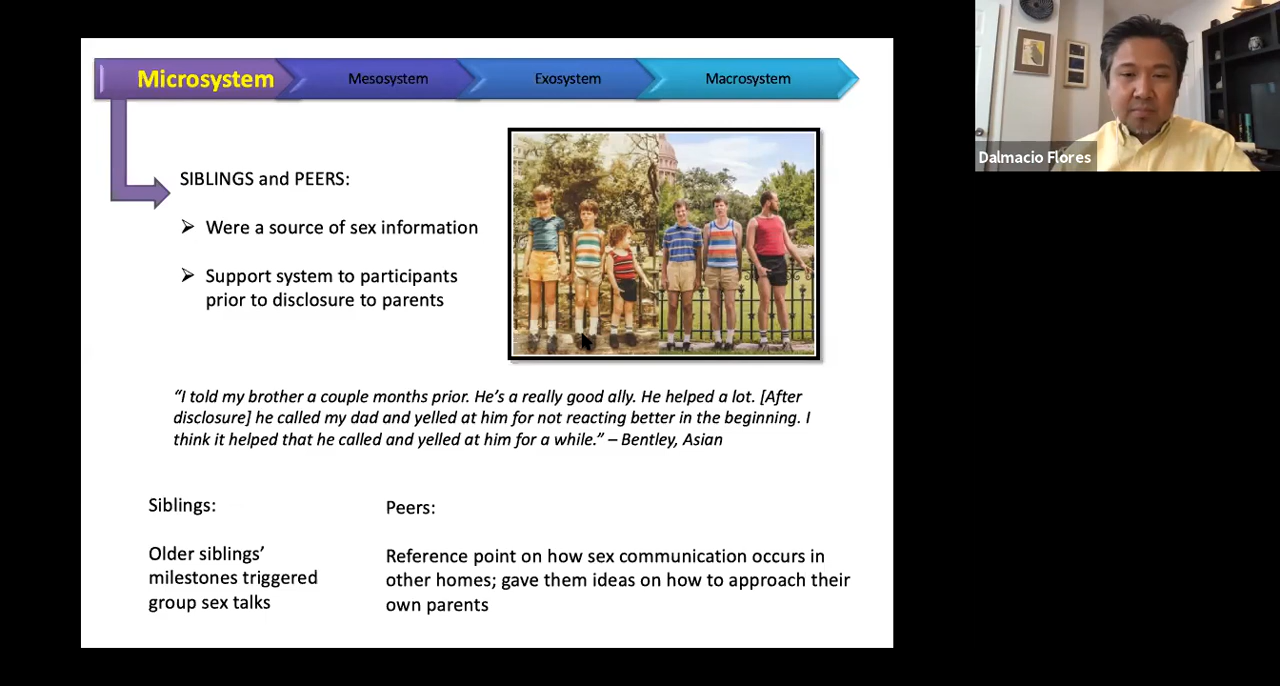 Microsystem
Mesosystem
Exosystem
Macrosystem
Dalmacio Flores
SIBLINGS and PEERS:
Were a source of sex information
Support system to participants
prior to disclosure to parents
“I told my brother a couple months prior. He’s a really good ally. He helped a lot. [After
disclosure] he called my dad and yelled at him for not reacting better in the beginning. I
think it helped that he called and yelled at him for a while.” – Bentley, Asian
Siblings:
Older siblings’
milestones triggered
group sex talks
Peers:
Reference point on how sex communication occurs in
other homes; gave them ideas on how to approach their
own parents